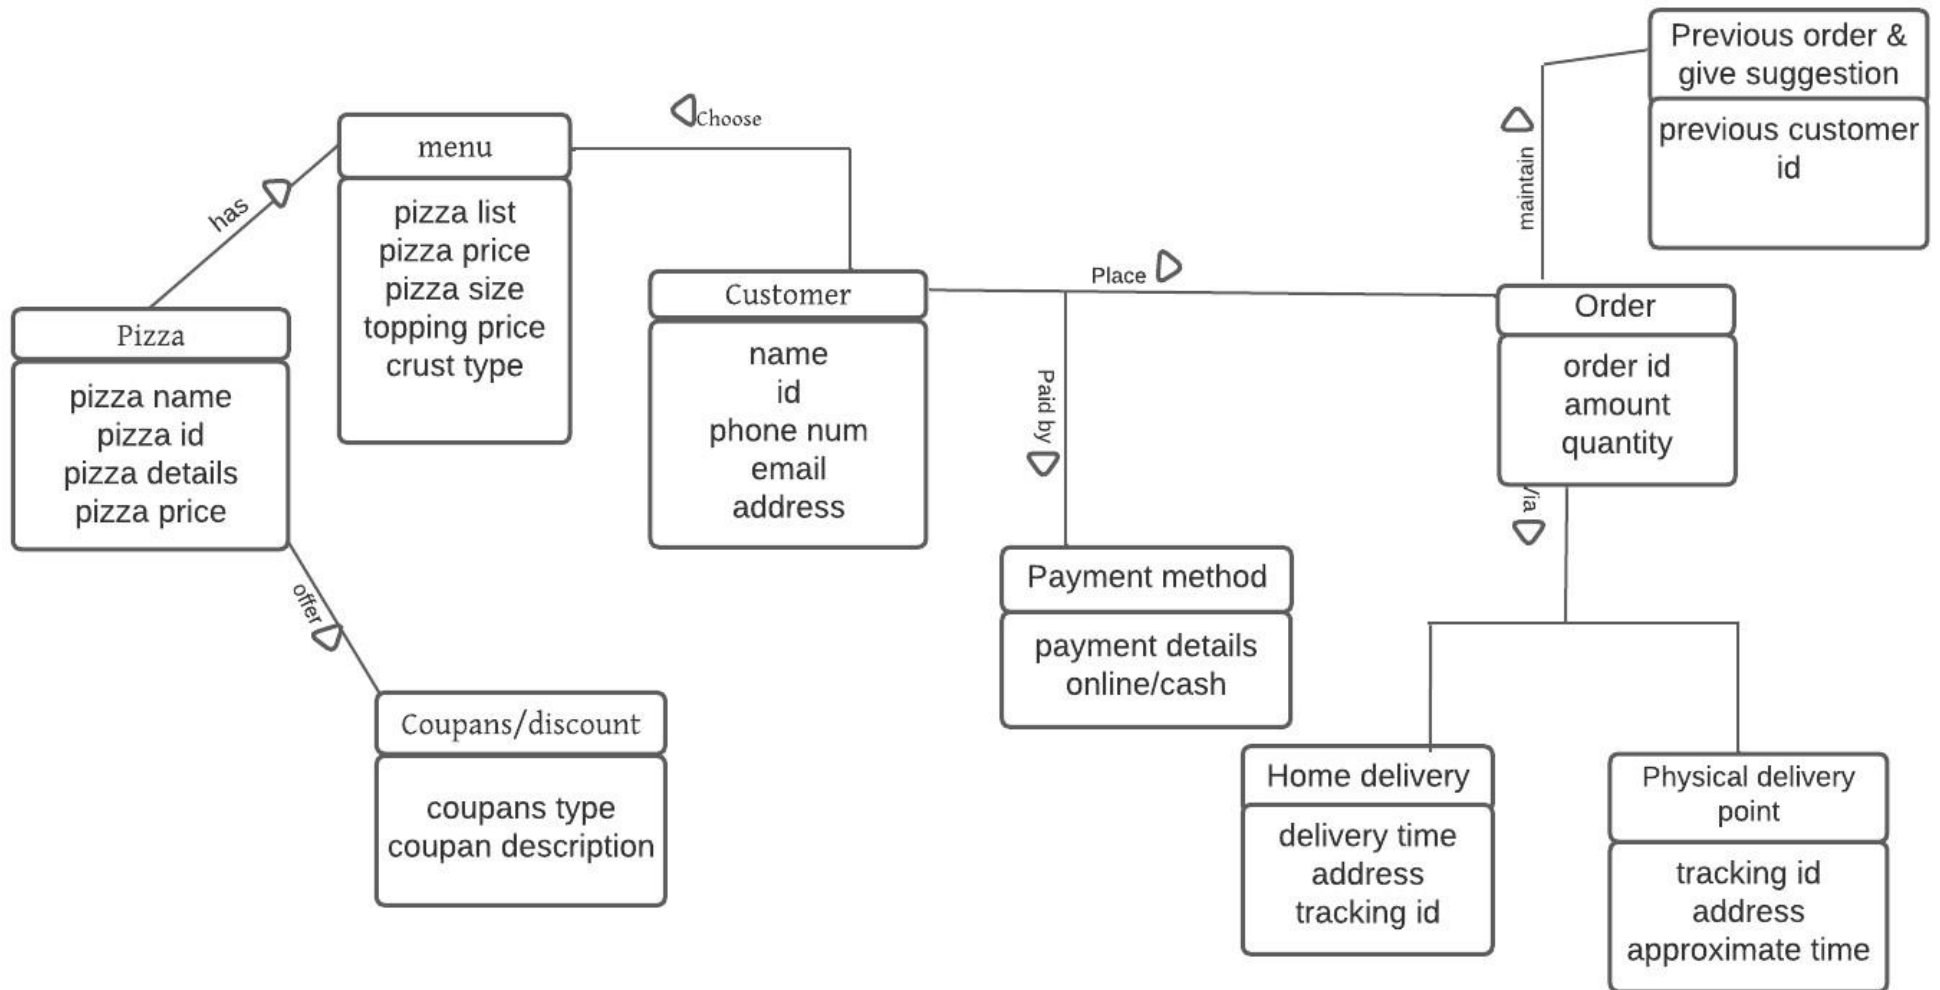 Previous order &
give suggestion
previous customer
id
Choose
menu
pizza list
pizza price
pizza size
topping price
crust type
has
maintain
Place
Customer
name
id
phone num
email
address
Order
order id
amount
quantity
Pizza
pizza name
pizza id
pizza details
pizza price
Paid by
offer
Payment method
payment details
online/cash
Coupans/discount
coupans type
coupan description
Home delivery
delivery time
address
tracking id
Physical delivery
point
tracking id
address
approximate time